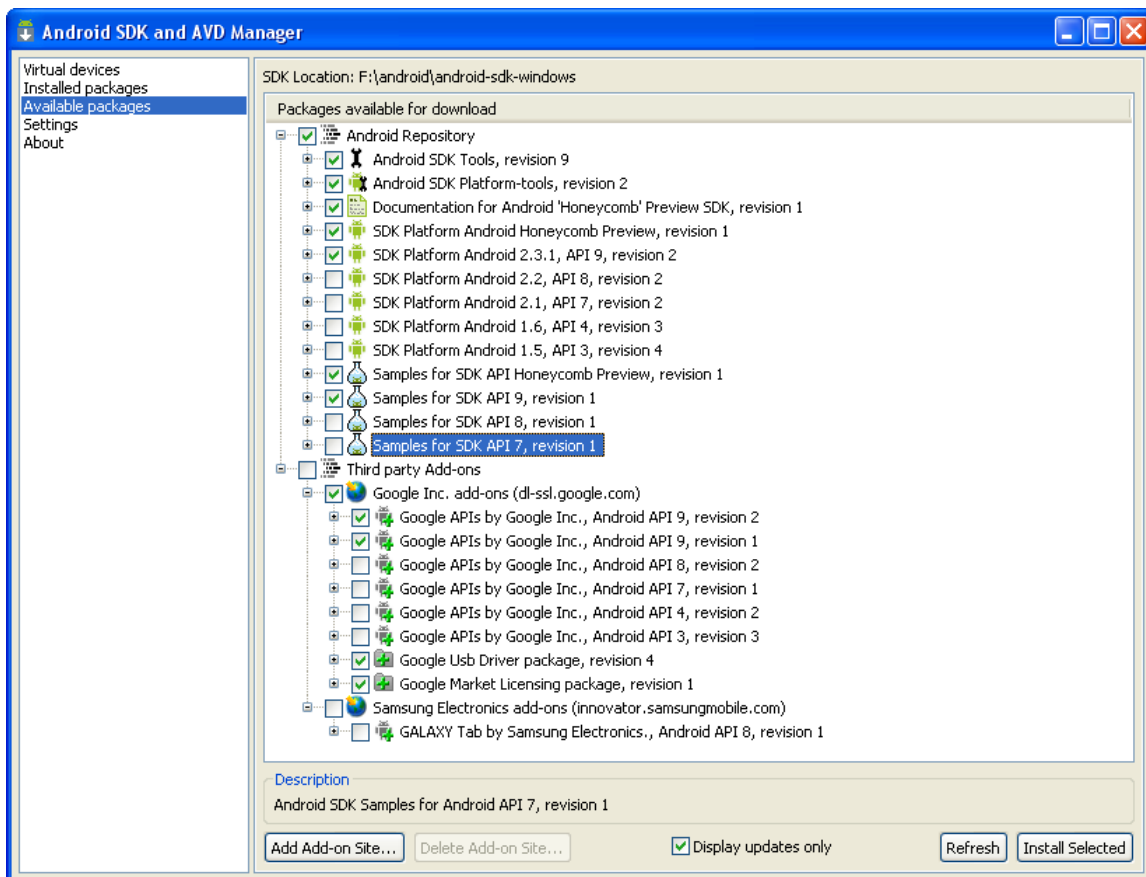 Android SDK and AVD Manager
Virtual devices
Installed packages
Available packages
Settings
About
SDK Location: F:\android\android-sdk-windows
Packages available for download
Android Repository
Android SDK Tools, revision 9
Android SDK Platform-tools, revision 2
Documentation for Android 'Honeycomb' Preview SDK, revision 1
SDK Platform Android Honeycomb Preview, revision 1
SDK Platform Android 2.3.1, API 9, revision 2
SDK Platform Android 2.2, API 8, revision 2
SDK Platform Android 2.1, API 7, revision 2
SDK Platform Android 1.6, API 4, revision 3
SDK Platform Android 1.5, API 3, revision 4
Samples for SDK API Honeycomb Preview, revision 1
Samples for SDK API 9, revision 1
Samples for SDK API 8, revision 1
Samples for SDK API 7, revision 1
Third party Add-ons
Google Inc. add-ons (dl-ssl.google.com)
Google APIs by Google Inc., Android API 9, revision 2
Google APIs by Google Inc., Android API 9, revision 1
Google APIs by Google Inc., Android API 8, revision 2
Google APIs by Google Inc., Android API 7, revision 1
Google APIs by Google Inc., Android API 4, revision 2
Google APIs by Google Inc., Android API 3, revision 3
Google Usb Driver package, revision 4
Google Market Licensing package, revision 1
Samsung Electronics add-ons (innovator.samsungmobile.com)
GALAXY Tab by Samsung Electronics., Android API 8, revision 1
Description
Android SDK Samples for Android API 7, revision 1
Add Add-on Site... Delete Add-on Site... Display updates only Refresh Install Selected